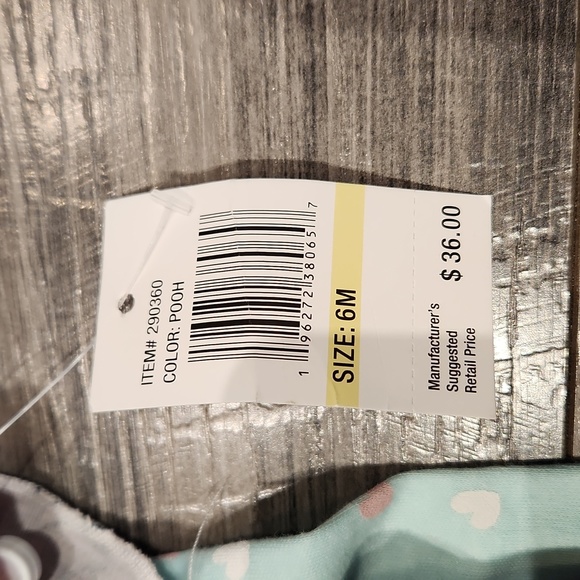 ITEM# 290360
COLOR: POOH
1 96272 38065 7
SIZE: 6M
Manufacturer's
Suggested
Retail Price
$ 36.00